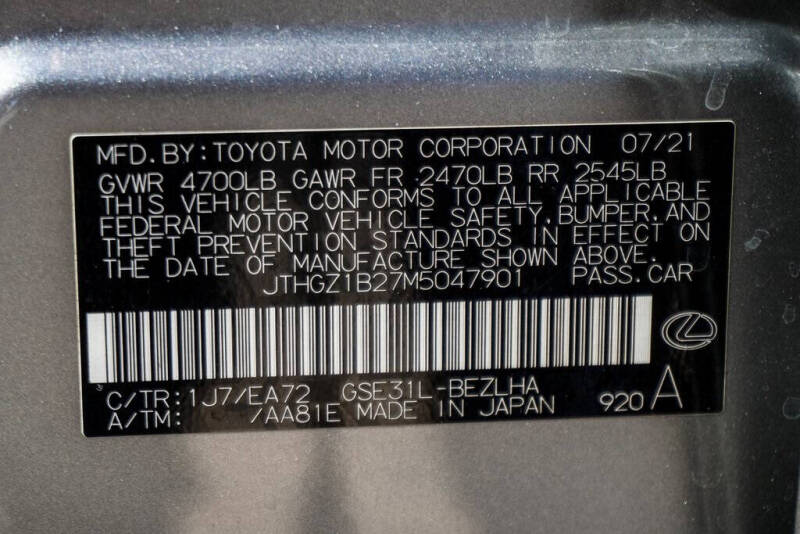 MFD.BY:TOYOTA MOTOR CORPORATION 07/21
GVWR 4700LB GAWR FR 2470LB RR 2545LB
THIS VEHICLE CONFORMS TO ALL APPLICABLE
FEDERAL MOTOR VEHICLE SAFETY,BUMPER,AND
THEFT PREVENTION STANDARDS IN EFFECT ON
THE DATE OF MANUFACTURE SHOWN ABOVE.
JTHGZ1B27M5047901 PASS.CAR
C/TR:1J7/EA72 GSE31L-BEZLHA
A/TM: /AA81E MADE IN JAPAN 920 A